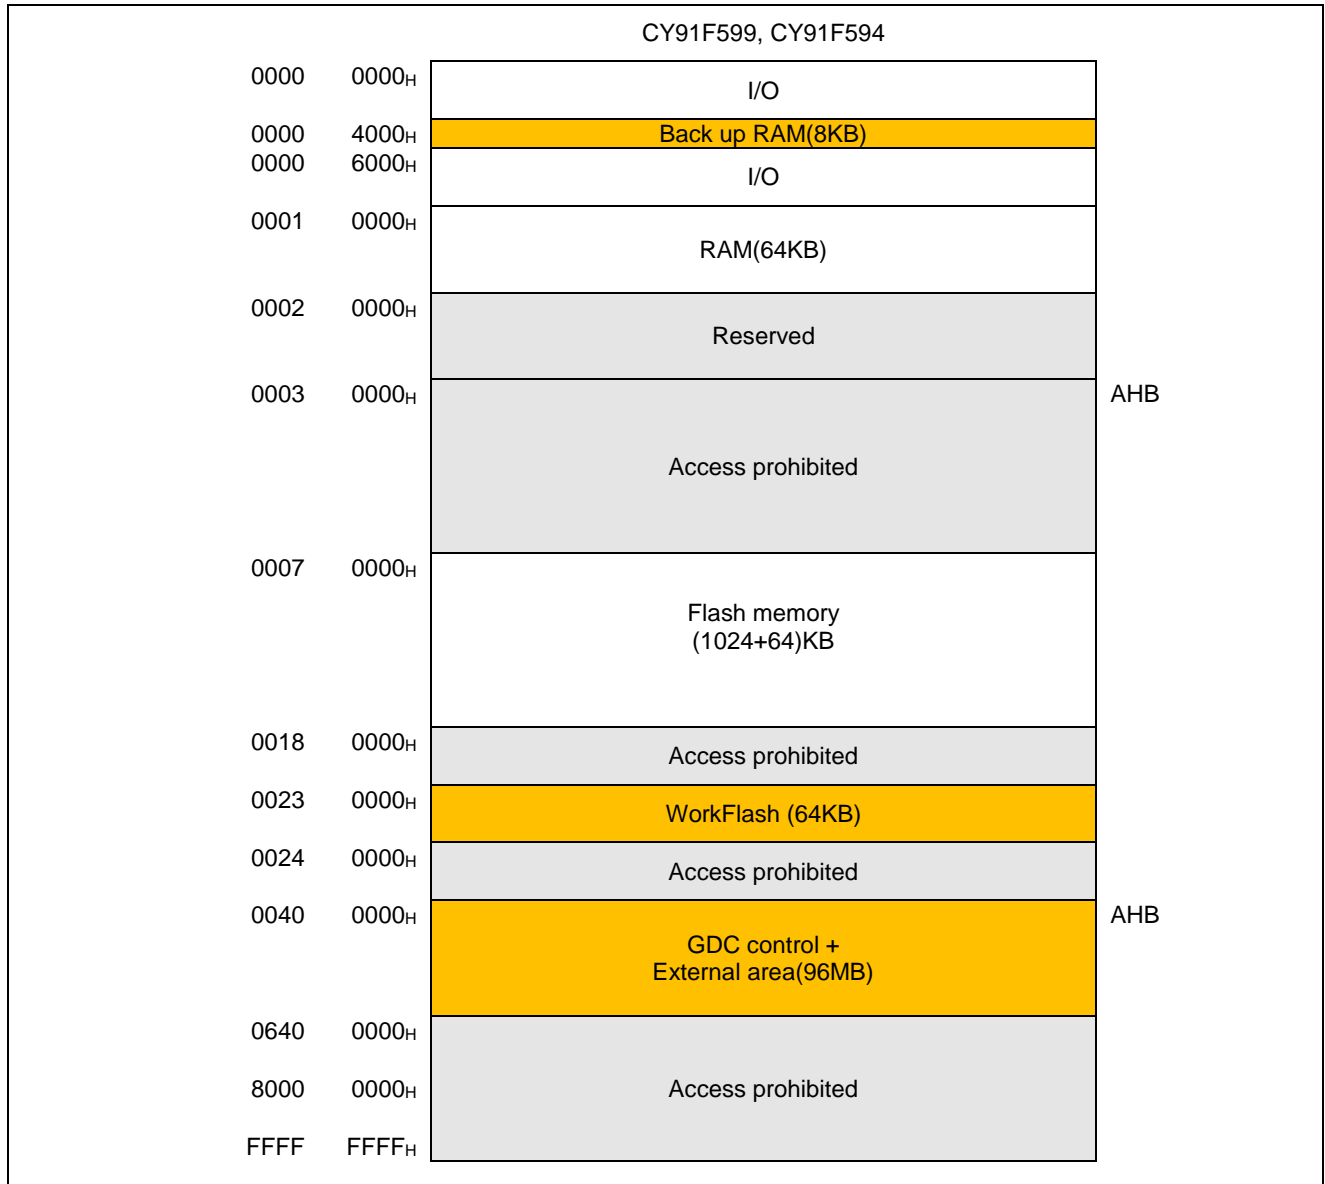 CY91F599, CY91F594
0000 0000H
I/O
0000 4000H
Back up RAM(8KB)
0000 6000H
I/O
0001 0000H
RAM(64KB)
0002 0000H
Reserved
0003 0000H
AHB
Access prohibited
0007 0000H
Flash memory
(1024+64)KB
0018 0000H
Access prohibited
0023 0000H
WorkFlash (64KB)
0024 0000H
Access prohibited
0040 0000H
AHB
GDC control +
External area(96MB)
0640 0000H
8000 0000H
Access prohibited
FFFF FFFFH